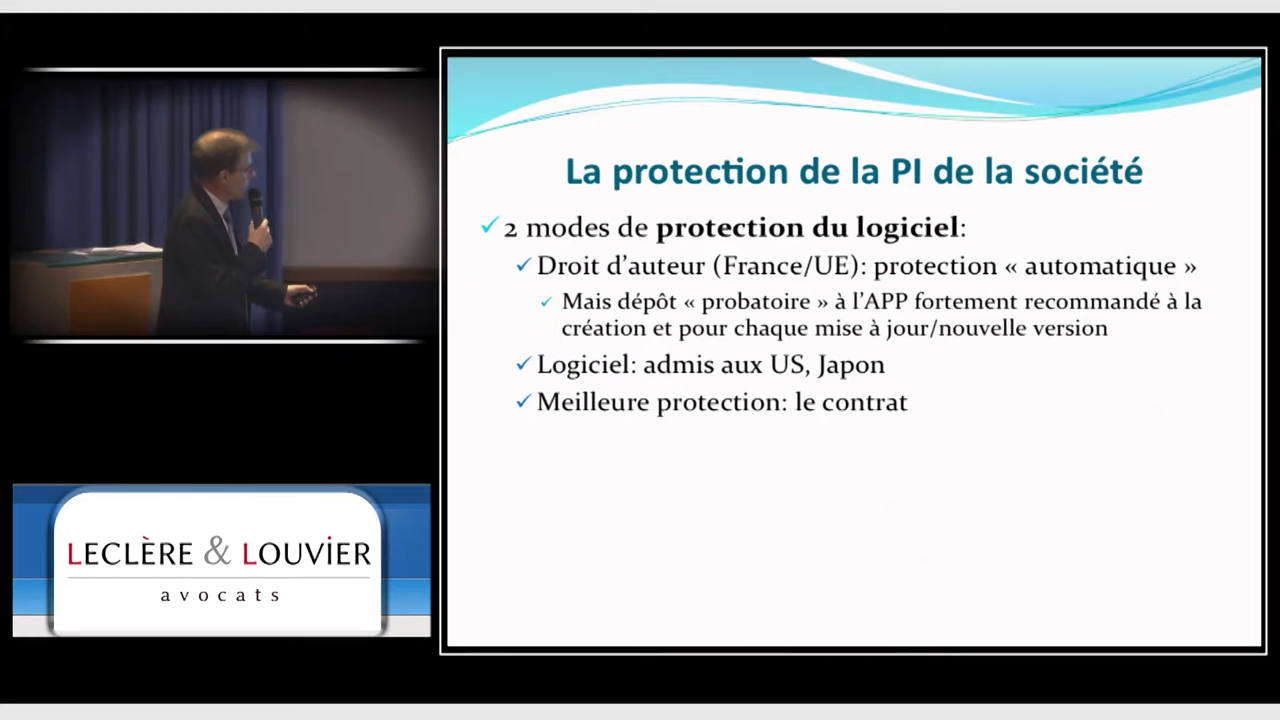 La protection de la PI de la société
2 modes de protection du logiciel:
Droit d’auteur (France/UE): protection « automatique »
Mais dépôt « probatoire » à l’APP fortement recommandé à la
création et pour chaque mise à jour/nouvelle version
Logiciel: admis aux US, Japon
Meilleure protection: le contrat
LECLÈRE & LOUVIER
avocats